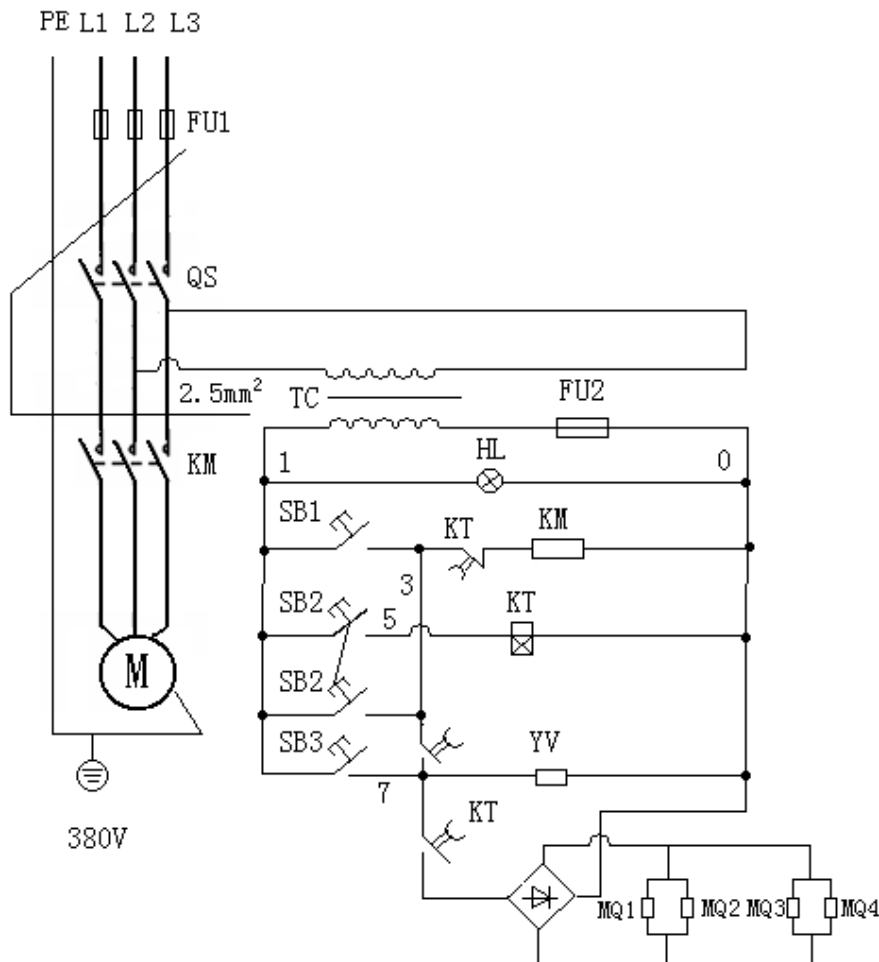 PE L1 L2 L3
FU1
QS
2.5mm²
TC
FU2
1
HL
0
KM
SB1
KT
KM
3
SB2
5
KT
M
SB2
SB3
YV
7
KT
380V
MQ1
MQ2
MQ3
MQ4